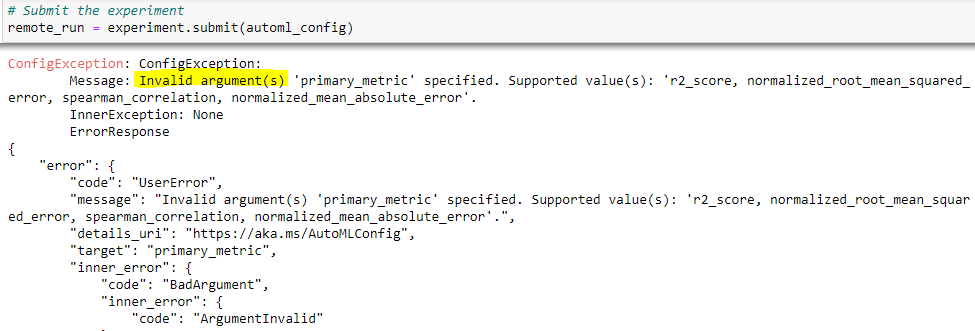 # Submit the experiment
remote_run = experiment.submit(automl_config)
ConfigException: ConfigException:
        Message: Invalid argument(s) 'primary_metric' specified. Supported value(s): 'r2_score, normalized_root_mean_squared_
error, spearman_correlation, normalized_mean_absolute_error'.
        InnerException: None
        ErrorResponse
{
    "error": {
        "code": "UserError",
        "message": "Invalid argument(s) 'primary_metric' specified. Supported value(s): 'r2_score, normalized_root_mean_squar
ed_error, spearman_correlation, normalized_mean_absolute_error'.",
        "details_uri": "https://aka.ms/AutoMLConfig",
        "target": "primary_metric",
        "inner_error": {
            "code": "BadArgument",
            "inner_error": {
                "code": "ArgumentInvalid"